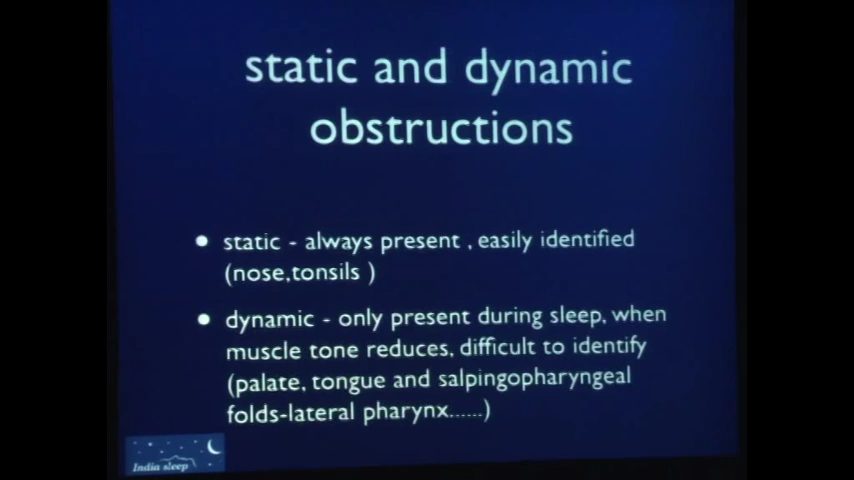 static and dynamic
obstructions
• static - always present , easily identified
(nose,tonsils )
• dynamic - only present during sleep, when
muscle tone reduces, difficult to identify
(palate, tongue and salpingopharyngeal
folds-lateral pharynx......)
India sleep